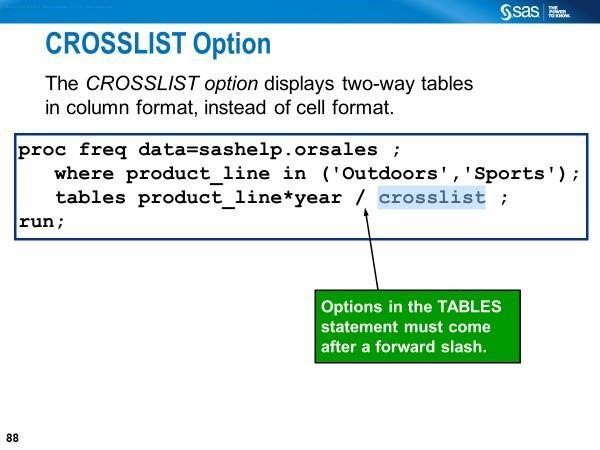 sas THE POWER TO KNOW.
CROSSLIST Option
The CROSSLIST option displays two-way tables
in column format, instead of cell format.
proc freq data=sashelp.orsales ;
where product_line in ('Outdoors','Sports');
tables product_line*year / crosslist ;
run;
Options in the TABLES
statement must come
after a forward slash.
88